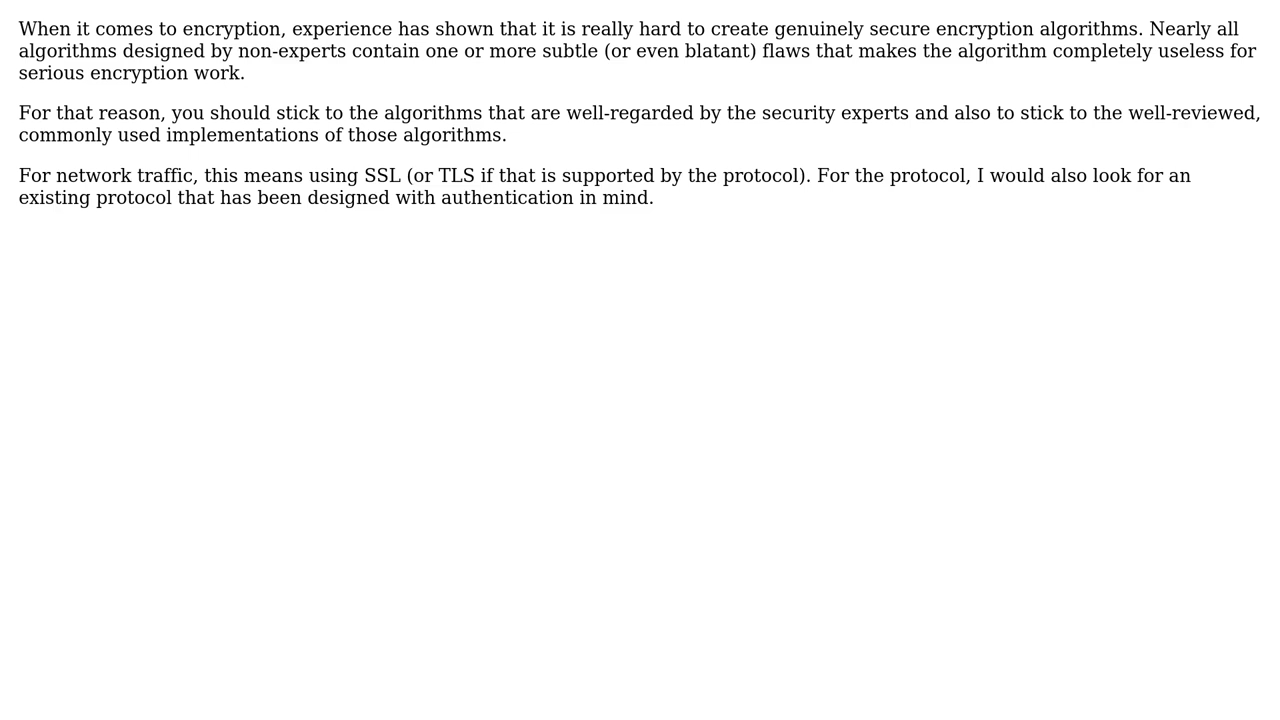 When it comes to encryption, experience has shown that it is really hard to create genuinely secure encryption algorithms. Nearly all
algorithms designed by non-experts contain one or more subtle (or even blatant) flaws that makes the algorithm completely useless for
serious encryption work.
For that reason, you should stick to the algorithms that are well-regarded by the security experts and also to stick to the well-reviewed,
commonly used implementations of those algorithms.
For network traffic, this means using SSL (or TLS if that is supported by the protocol). For the protocol, I would also look for an
existing protocol that has been designed with authentication in mind.